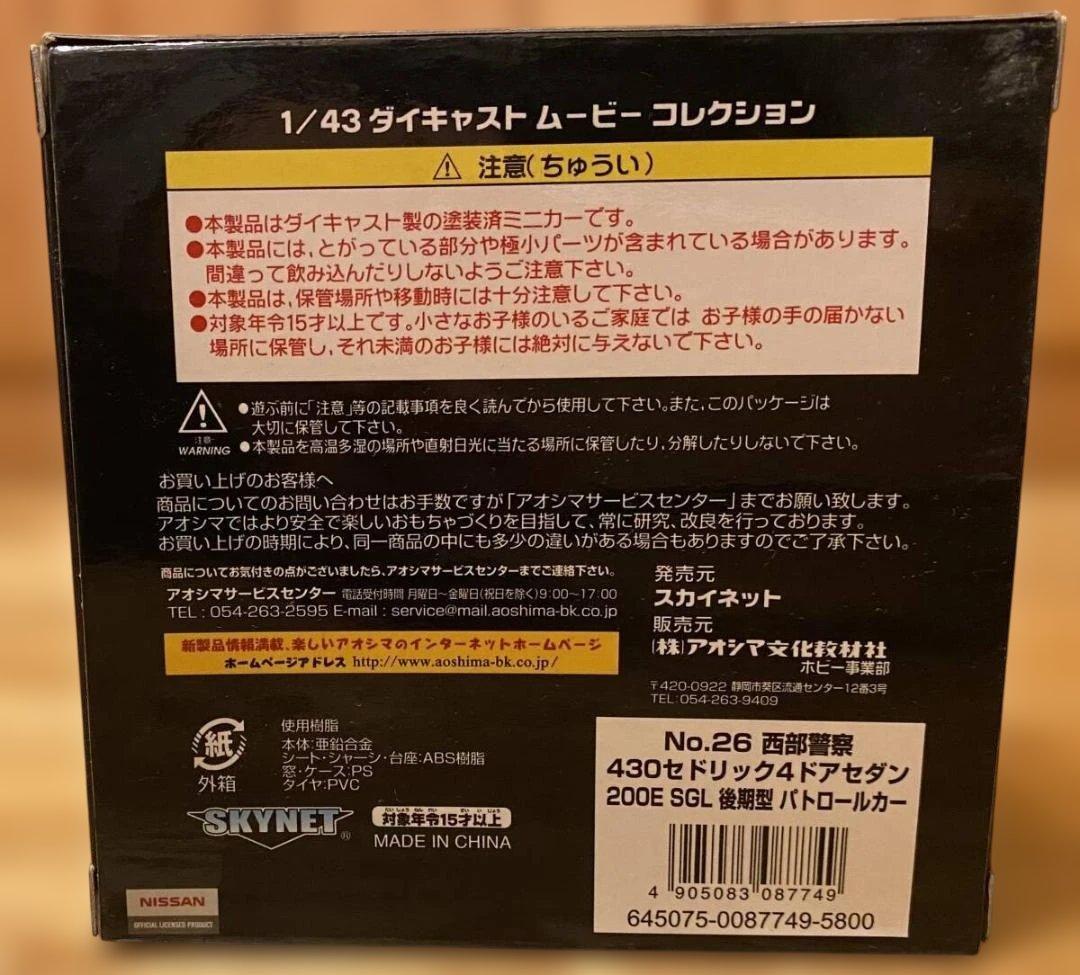 1/43 ダイキャスト ムービー コレクション
⚠ 注意(ちゅうい)
●本製品はダイキャスト製の塗装済ミニカーです。
●本製品には、とがっている部分や極小パーツが含まれている場合があります。
間違って飲み込んだりしないようご注意下さい。
●本製品は、保管場所や移動時には十分注意して下さい。
●対象年令15才以上です。小さなお子様のいるご家庭では お子様の手の届かない
場所に保管し、それ未満のお子様には絶対に与えないで下さい。
注意
WARNING
●遊ぶ前に「注意」等の記載事項を良く読んでから使用して下さい。また、このパッケージは
大切に保管して下さい。
●本製品を高温多湿の場所や直射日光に当たる場所に保管したり、分解したりしないで下さい。
お買い上げのお客様へ
商品についてのお問い合わせはお手数ですが「アオシマサービスセンター」までお願い致します。
アオシマではより安全で楽しいおもちゃづくりを目指して、常に研究、改良を行っております。
お買い上げの時期により、同一商品の中にも多少の違いがある場合もありますのでご了承下さい。
商品についてお気付きの点がございましたら、アオシマサービスセンターまでご連絡下さい。
アオシマサービスセンター 電話受付時間 月曜日〜金曜日(祝日を除く)9:00〜17:00
TEL : 054-263-2595 E-mail : service@mail.aoshima-bk.co.jp
新製品情報満載、楽しいアオシマのインターネットホームページ
ホームページアドレス http://www.aoshima-bk.co.jp/
発売元
スカイネット
販売元
(株)アオシマ文化教材社
ホビー事業部
〒420-0922 静岡市葵区流通センター12番3号
TEL:054-263-9409
紙
外箱
使用樹脂
本体:亜鉛合金
シート・シャーシ・台座:ABS樹脂
窓・ケース:PS
タイヤ:PVC
SKYNET®
対象年令15才以上
MADE IN CHINA
NISSAN
OFFICIAL LICENSED PRODUCT
No.26 西部警察
430セドリック4ドアセダン
200E SGL 後期型 パトロールカー
4 905083 087749
645075-0087749-5800